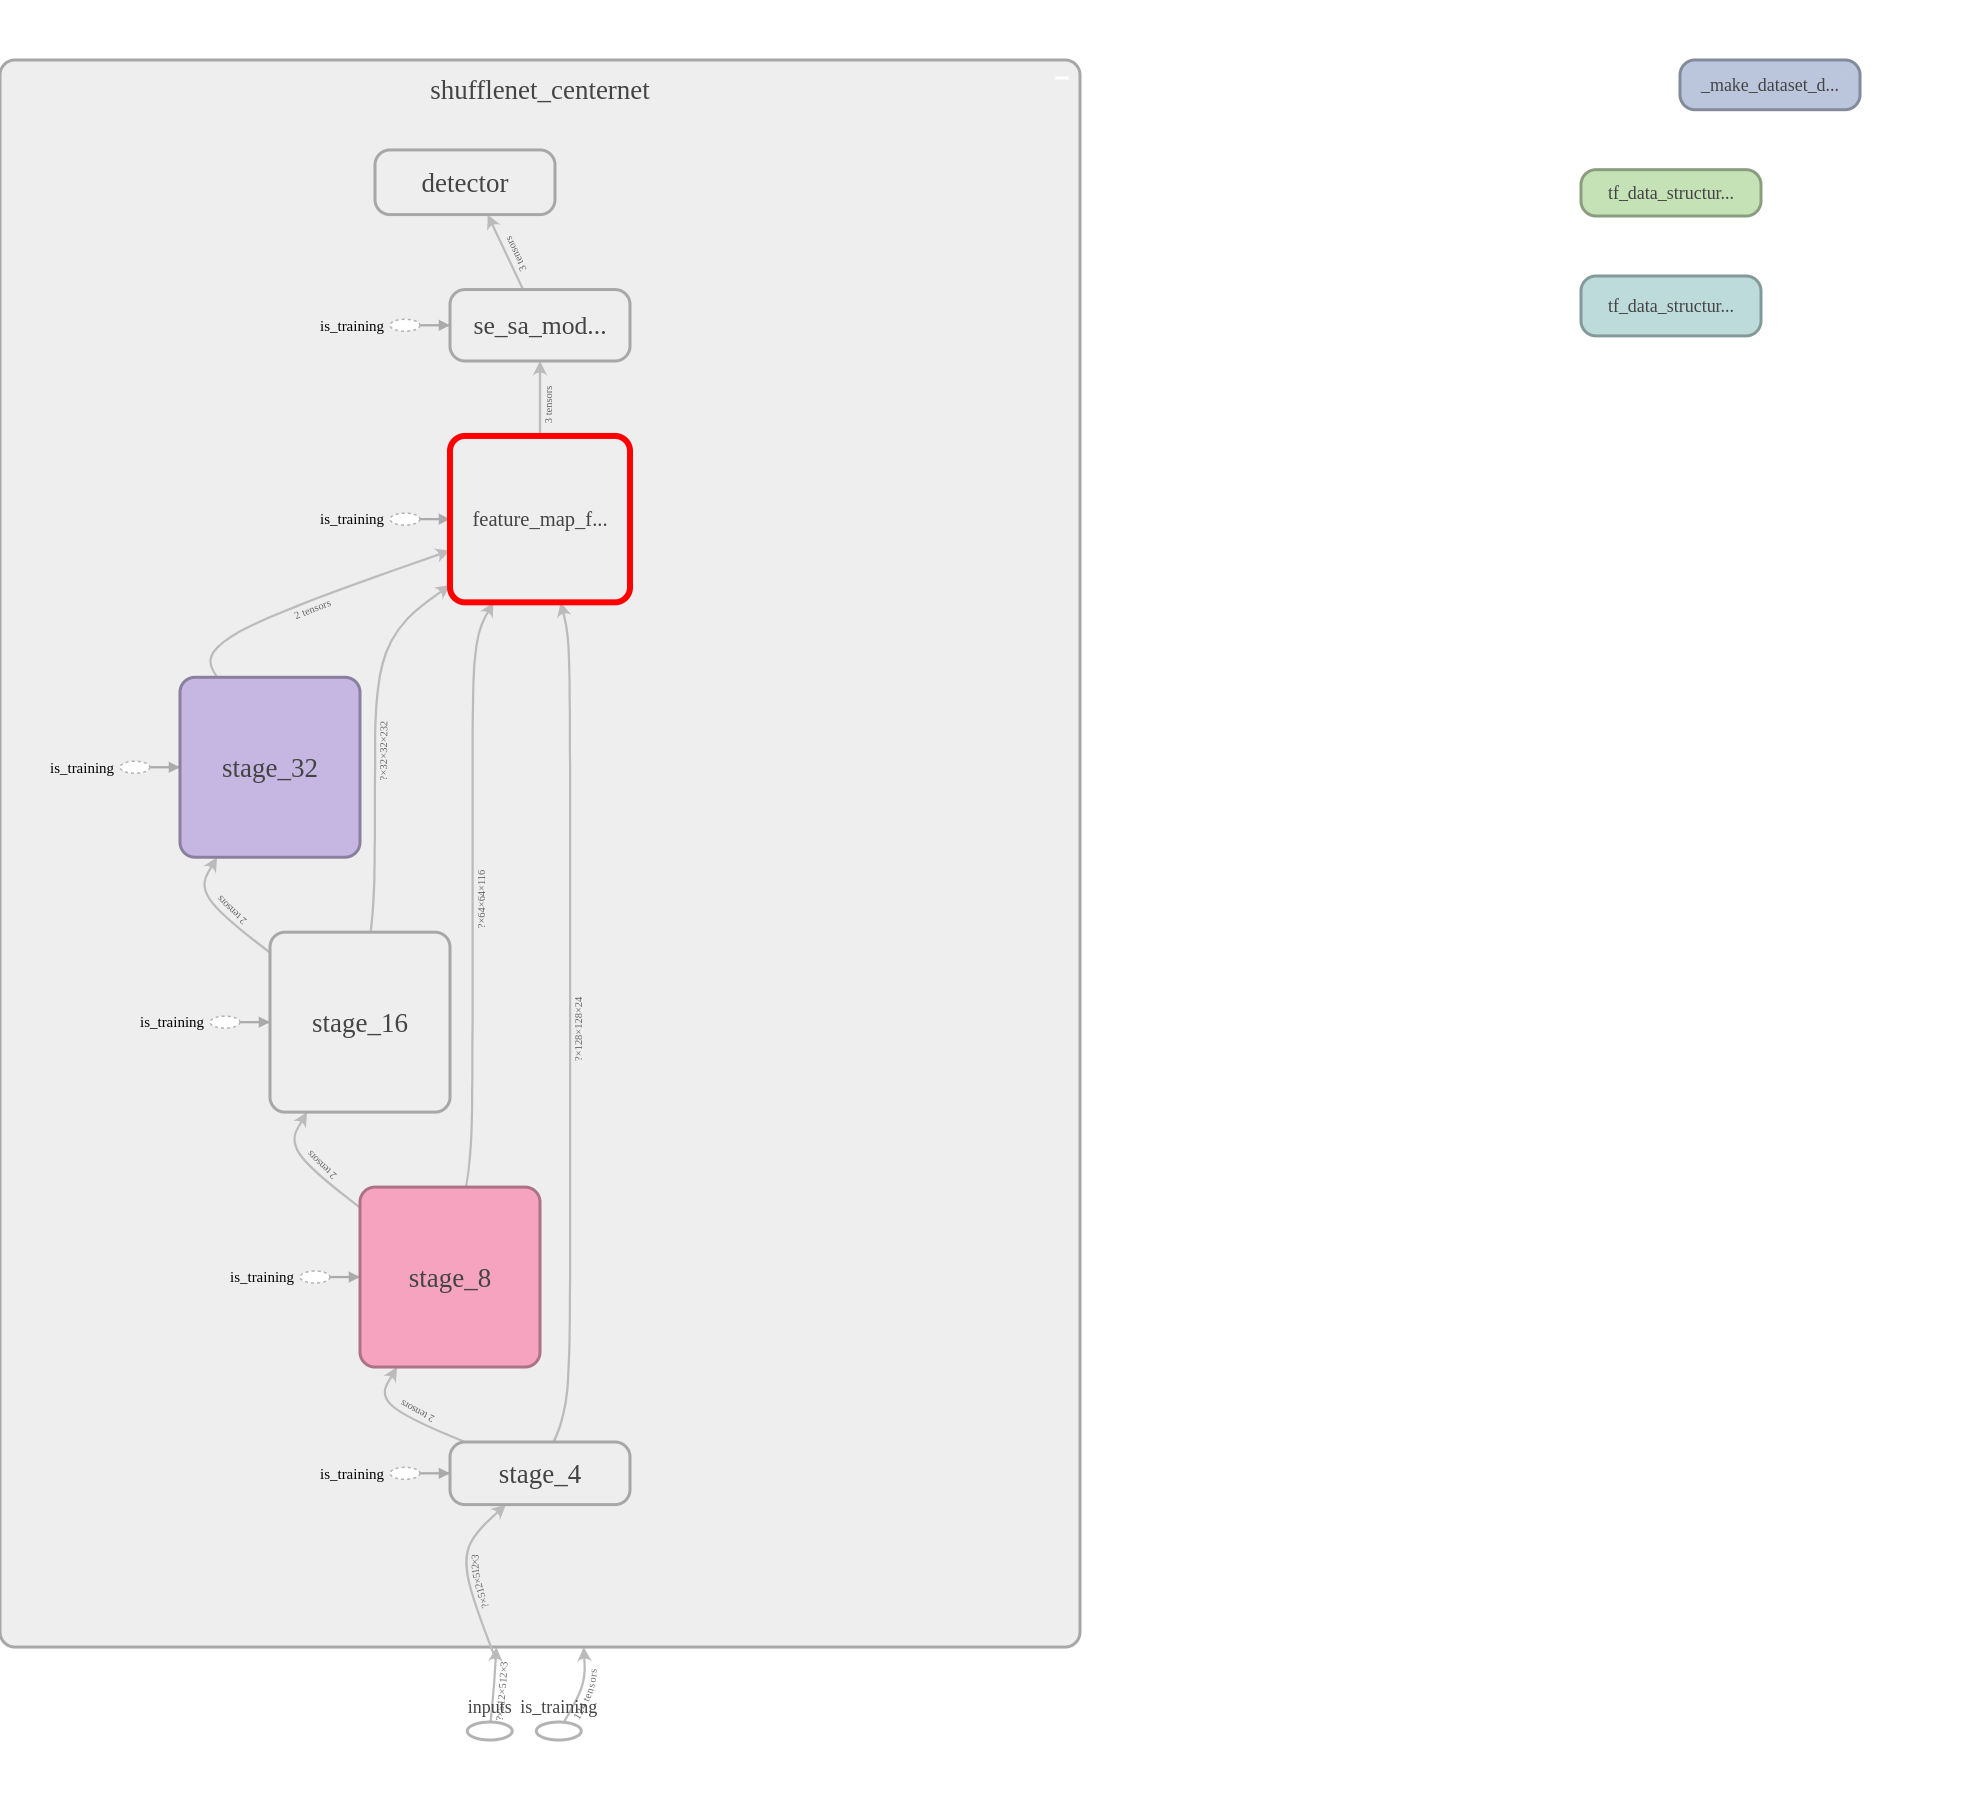 shufflenet_centernet
_make_dataset_d...
detector
tf_data_structur...
3 tensors
is_training
se_sa_mod...
tf_data_structur...
3 tensors
is_training
feature_map_f...
2 tensors
is_training
stage_32
?×32×32×232
2 tensors
?×64×64×116
is_training
stage_16
?×128×128×24
2 tensors
is_training
stage_8
2 tensors
is_training
stage_4
?×512×512×3
?×512×512×3
inputs
is_training
tensors